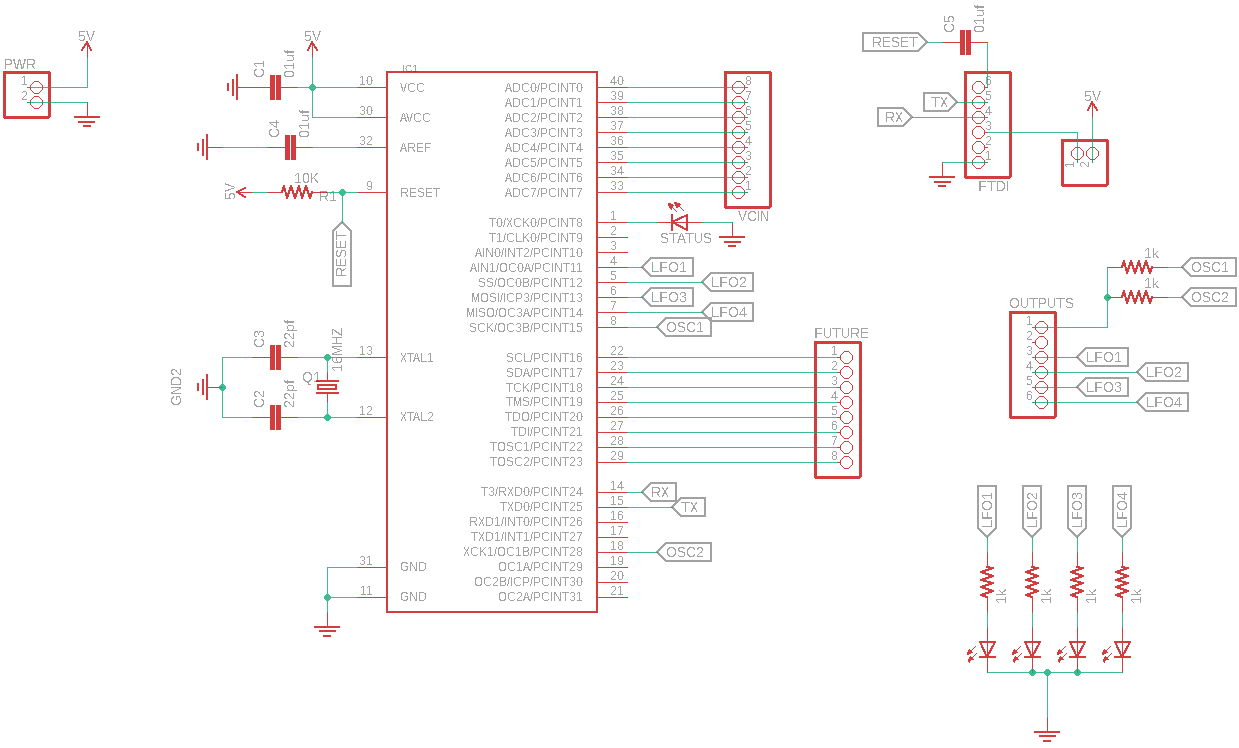 PWR
1
2
5V
5V
C1
01uf
C4
01uf
5V
10K
R1
RESET
GND2
C3
22pf
C2
22pf
Q1
16MHZ
IC1
10 VCC
30 AVCC
32 AREF
9 RESET
13 XTAL1
12 XTAL2
31 GND
11 GND
ADC0/PCINT0 40
ADC1/PCINT1 39
ADC2/PCINT2 38
ADC3/PCINT3 37
ADC4/PCINT4 36
ADC5/PCINT5 35
ADC6/PCINT6 34
ADC7/PCINT7 33
T0/XCK0/PCINT8 1
T1/CLK0/PCINT9 2
AIN0/INT2/PCINT10 3
AIN1/OC0A/PCINT11 4 LFO1
SS/OC0B/PCINT12 5 LFO2
MOSI/ICP3/PCINT13 6 LFO3
MISO/OC3A/PCINT14 7 LFO4
SCK/OC3B/PCINT15 8 OSC1
SCL/PCINT16 22
SDA/PCINT17 23
TCK/PCINT18 24
TMS/PCINT19 25
TDO/PCINT20 26
TDI/PCINT21 27
TOSC1/PCINT22 28
TOSC2/PCINT23 29
T3/RXD0/PCINT24 14 RX
TXD0/PCINT25 15 TX
RXD1/INT0/PCINT26 16
TXD1/INT1/PCINT27 17
XCK1/OC1B/PCINT28 18 OSC2
OC1A/PCINT29 19
OC2B/ICP/PCINT30 20
OC2A/PCINT31 21
8
7
6
5
4
3
2
1
VCIN
STATUS
FUTURE
1
2
3
4
5
6
7
8
RESET
C5
01uf
TX
RX
6
5
4
3
2
1
FTDI
5V
1
2
1k
OSC1
1k
OSC2
OUTPUTS
1
2
3
4
5
6
LFO1
LFO2
LFO3
LFO4
LFO1
LFO2
LFO3
LFO4
1k
1k
1k
1k